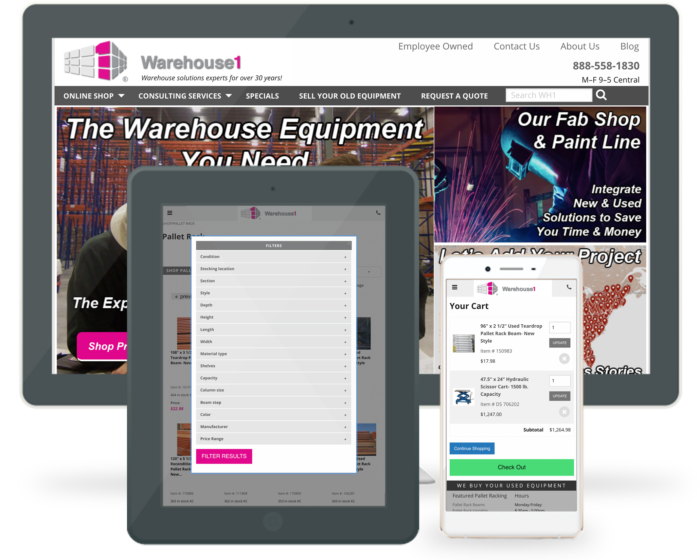 Employee Owned Contact Us About Us Blog
Warehouse1
Warehouse solutions experts for over 30 years!
888-558-1830
M–F 9–5 Central
ONLINE SHOP CONSULTING SERVICES SPECIALS SELL YOUR OLD EQUIPMENT REQUEST A QUOTE Search WH1
The Warehouse Equipment
You Need
The Exp
Shop Pr
Our Fab Shop
& Paint Line
Integrate
New & Used
Solutions to Save
You Time & Money
Let's Add Your Project
s Stories
Warehouse1
Pallet Rack
FILTERS
Condition +
Stocking location +
Section +
Style +
Depth +
Height +
Length +
Width +
Material type +
Shelves +
Capacity +
Column size +
Beam step +
Color +
Manufacturer +
Price Range +
FILTER RESULTS
Warehouse1
Your Cart
96" x 2 1/2" Used Teardrop
Pallet Rack Beam- New
Style
Item # 150983
$17.98
1
UPDATE
47.5" x 24" Hydraulic
Scissor Cart- 1500 lb.
Capacity
Item # DS 706202
$1,247.00
1
UPDATE
Subtotal $1,264.98
Continue Shopping
Check Out
WE BUY YOUR USED EQUIPMENT
Featured Pallet Racking Hours
Pallet Rack Beams Monday-Friday